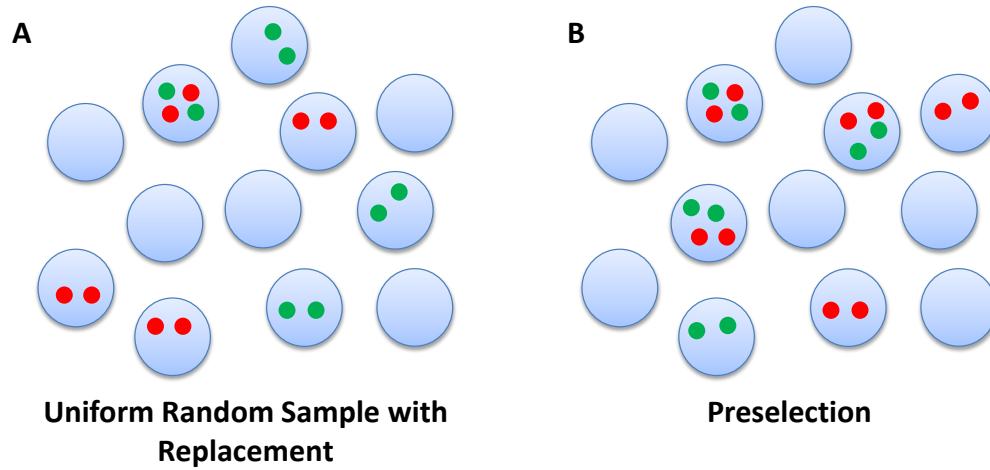 A
B
Uniform Random Sample with
Replacement
Preselection